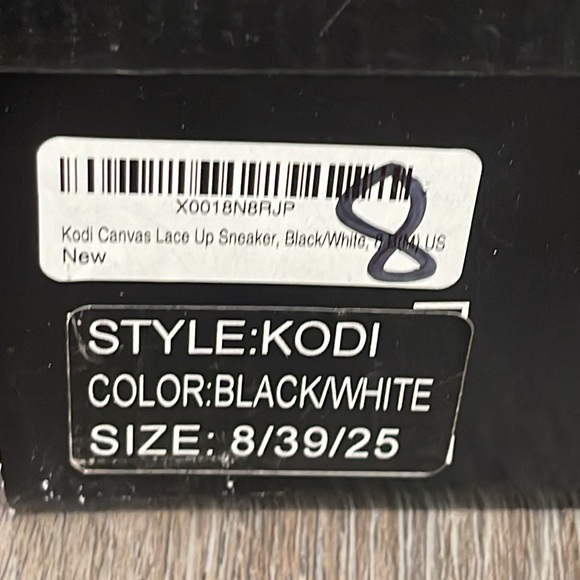 X0018N8RJP
Kodi Canvas Lace Up Sneaker, Black/White, US
New
8
STYLE:KODI
COLOR:BLACK/WHITE
SIZE: 8/39/25